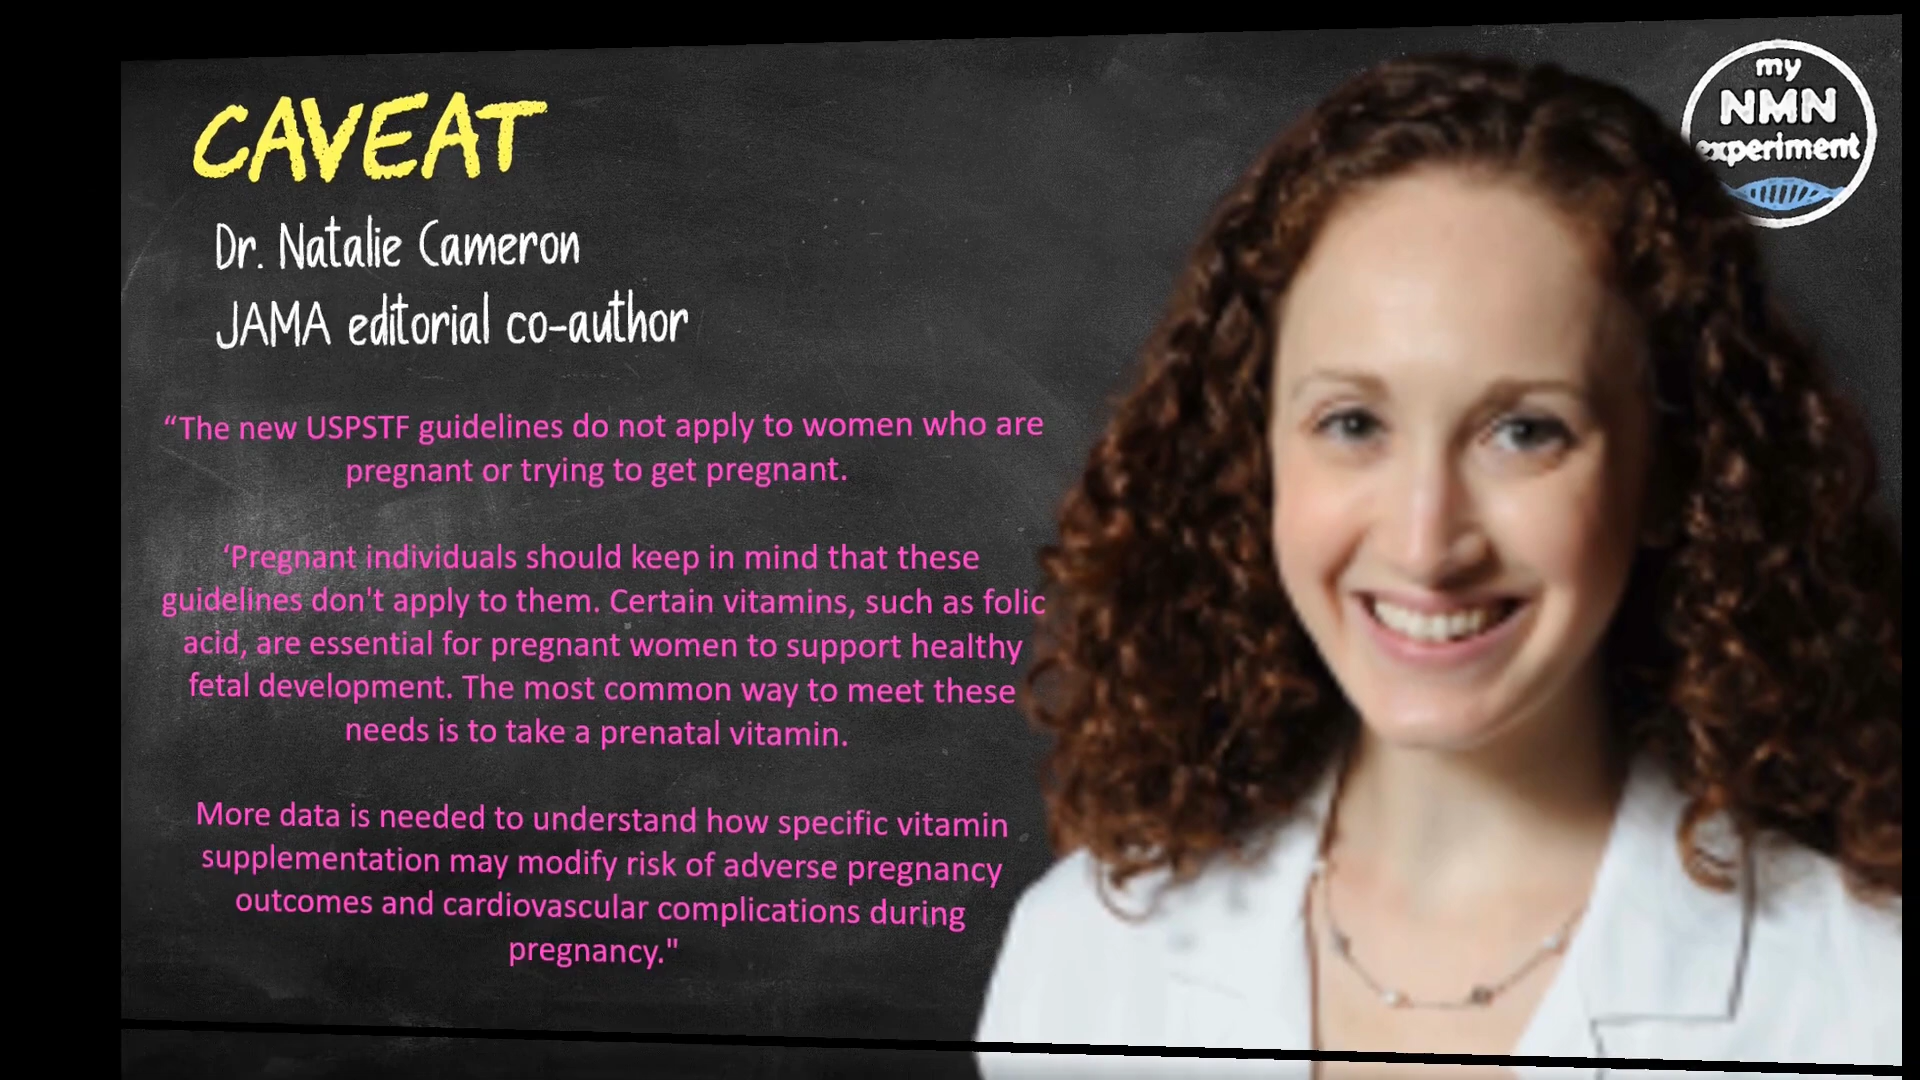 CAVEAT
Dr. Natalie Cameron
JAMA editorial co-author
“The new USPSTF guidelines do not apply to women who are
pregnant or trying to get pregnant.
‘Pregnant individuals should keep in mind that these
guidelines don't apply to them. Certain vitamins, such as folic
acid, are essential for pregnant women to support healthy
fetal development. The most common way to meet these
needs is to take a prenatal vitamin.
More data is needed to understand how specific vitamin
supplementation may modify risk of adverse pregnancy
outcomes and cardiovascular complications during
pregnancy."
my
NMN
experiment